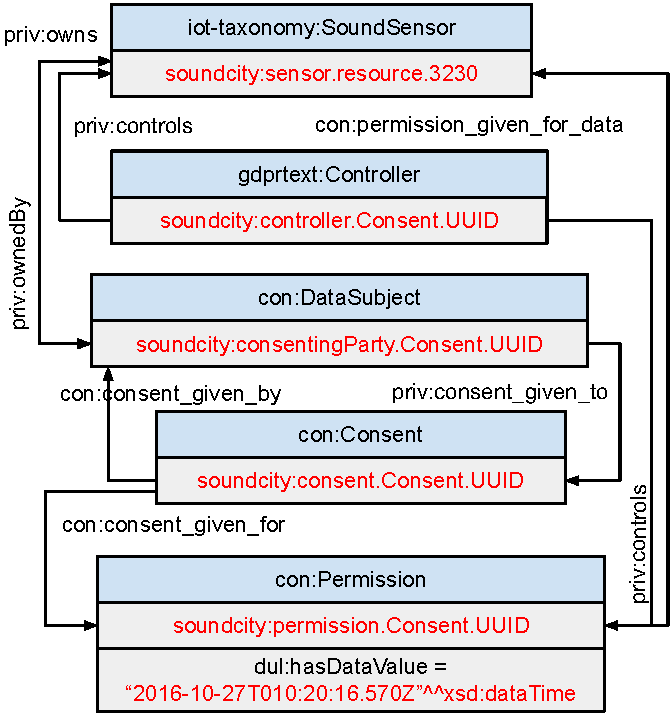 priv:owns
iot-taxonomy:SoundSensor
soundcity:sensor.resource.3230
priv:controls
con:permission_given_for_data
gdprtext:Controller
soundcity:controller.Consent.UUID
priv:ownedBy
con:DataSubject
soundcity:consentingParty.Consent.UUID
con:consent_given_by
priv:consent_given_to
con:Consent
soundcity:consent.Consent.UUID
con:consent_given_for
priv:controls
con:Permission
soundcity:permission.Consent.UUID
dul:hasDataValue =
“2016-10-27T010:20:16.570Z”^^xsd:dataTime